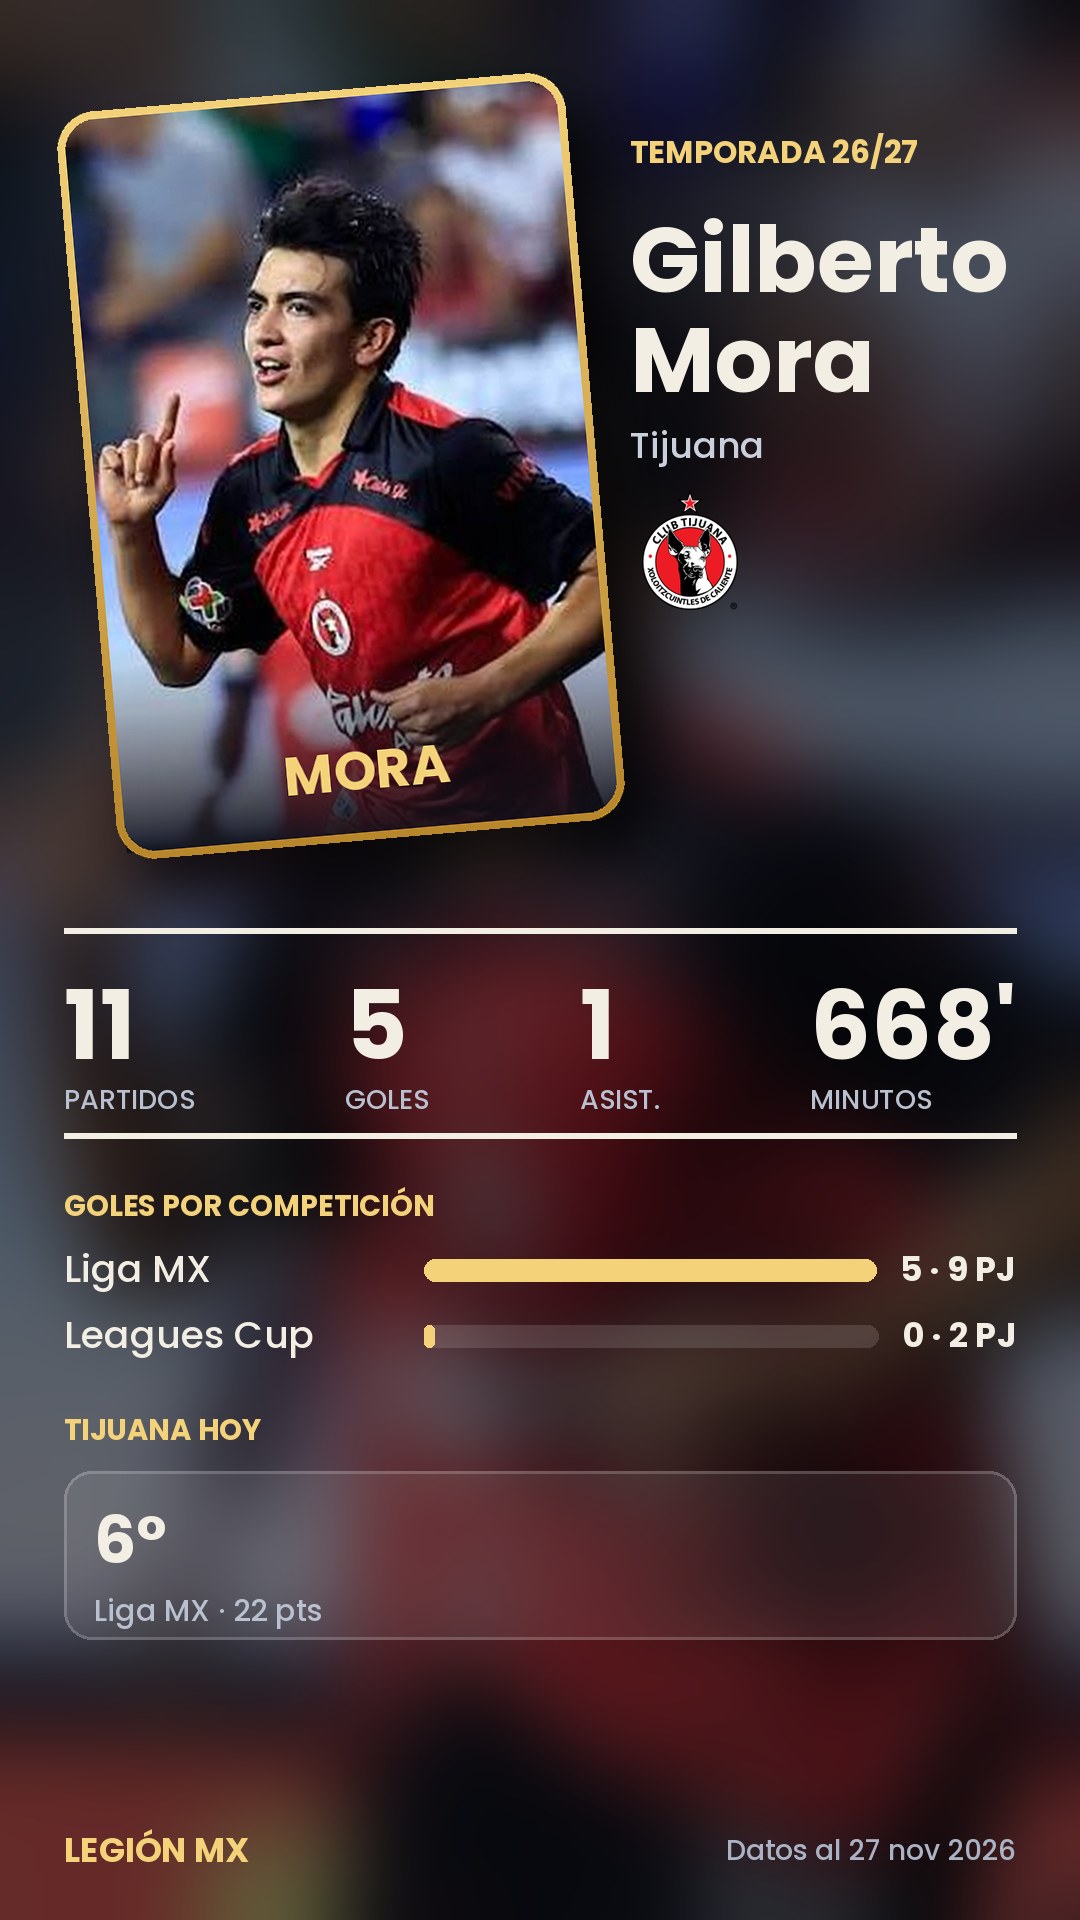 TEMPORADA 26/27
Gilberto
Mora
Tijuana
CLUB TIJUANA
XOLOITZCUINTLES DE CALIENTE
®
MORA
11
PARTIDOS
5
GOLES
1
ASIST.
668'
MINUTOS
GOLES POR COMPETICIÓN
Liga MX
5 · 9 PJ
Leagues Cup
0 · 2 PJ
TIJUANA HOY
6º
Liga MX · 22 pts
LEGIÓN MX
Datos al 27 nov 2026